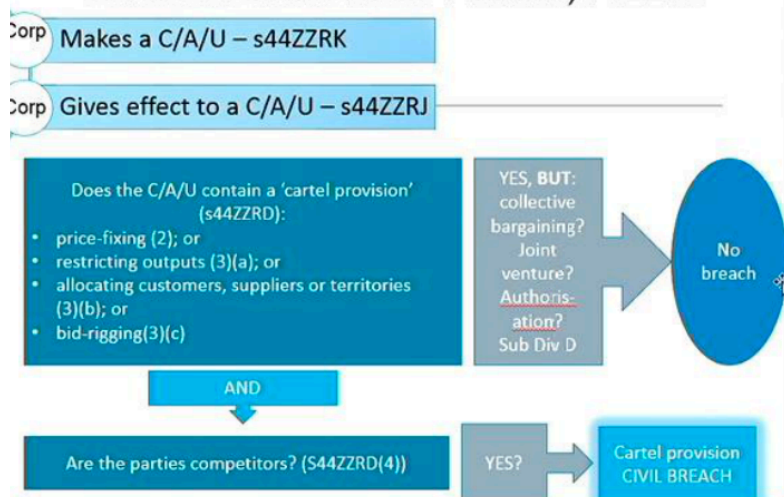 Corp
Makes a C/A/U – s44ZZRK
Corp
Gives effect to a C/A/U – s44ZZRJ
Does the C/A/U contain a ‘cartel provision’
(s44ZZRD):
• price-fixing (2); or
• restricting outputs (3)(a); or
• allocating customers, suppliers or territories
(3)(b); or
• bid-rigging(3)(c)
YES, BUT:
collective
bargaining?
Joint
venture?
Authoris-
ation?
Sub Div D
No
breach
AND
Are the parties competitors? (S44ZZRD(4))
YES?
Cartel provision
CIVIL BREACH